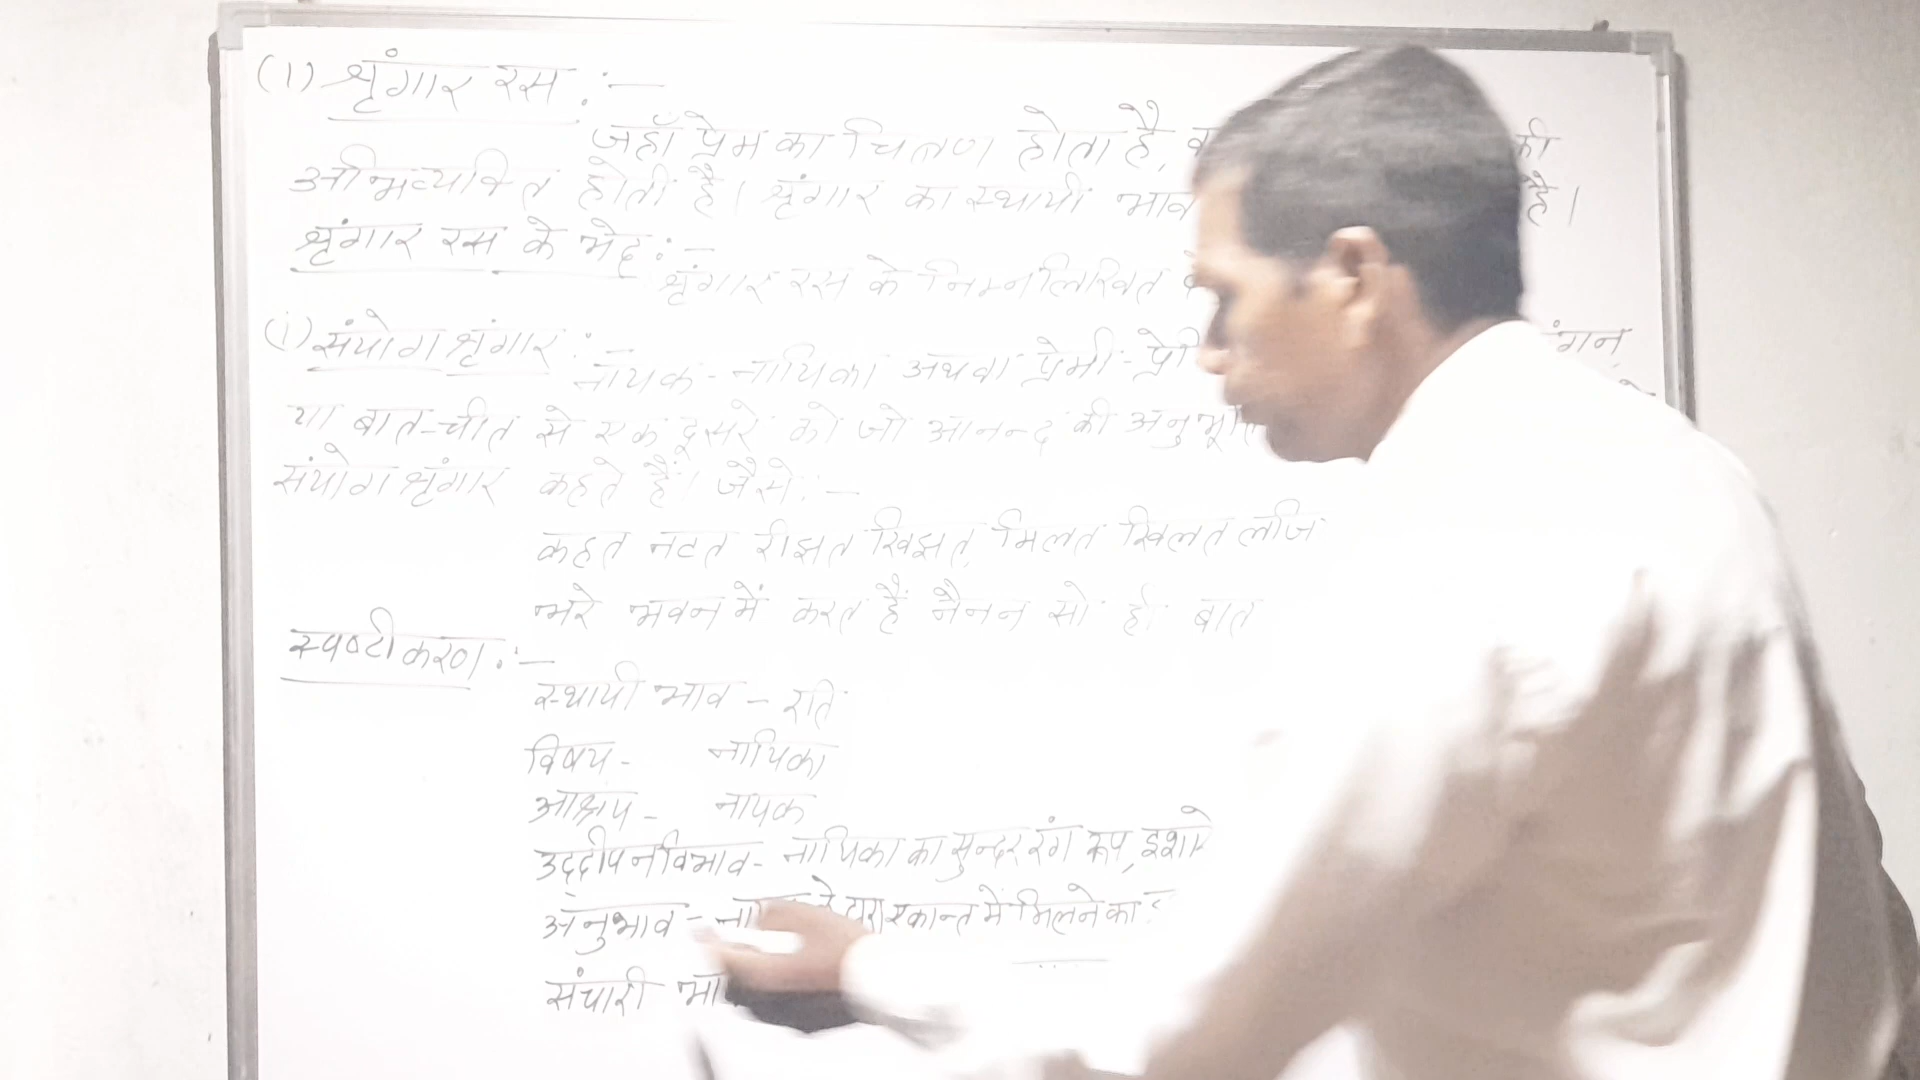 (1) श्रृंगार रस :-
जहाँ प्रेम का चित्रण होता है, की
अभिव्यक्ति होती है। श्रृंगार का स्थायी भाव है।
श्रृंगार रस के भेद :-
श्रृंगार रस के निम्नलिखित
(i) संयोग श्रृंगार :
नायक - नायिका अथवा प्रेमी - प्रे
या बात-चीत से एक दूसरे को जो आनन्द की
संयोग श्रृंगार कहते हैं। जैसे :-
कहत नटत रीझत खिझत, मिलत खिलत लजि
भरे भवन में करत हैं नैनन सो ही बात
स्पष्टीकरण :-
स्थायी भाव - रति
विषय - नायिका
आश्रय - नायक
उद्दीपन विभाव - नायिका का सुन्दर रंग रूप, इशारे
अनुभाव - एकान्त में मिलने का
संचारी